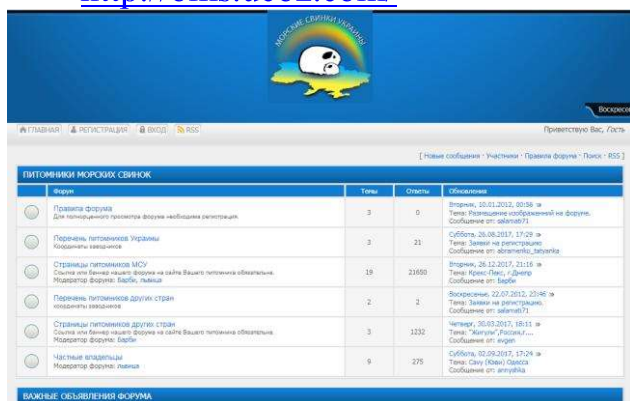 МОРСКИЕ СВИНКИ УКРАИНЫ
Воскресе
ГЛАВНАЯ РЕГИСТРАЦИЯ ВХОД RSS
Приветствую Вас, Гость
[ Новые сообщения · Участники · Правила форума · Поиск · RSS ]
ПИТОМНИКИ МОРСКИХ СВИНОК
Форум Темы Ответы Обновления
Правила форума
Для полноценного просмотра форума необходима регистрация.
3 0
Вторник, 10.01.2012, 00:56
Тема: Размещение изображений на форуме.
Сообщение от: salamati71
Перечень питомников Украины
Координаты заводчиков
3 21
Суббота, 26.08.2017, 17:29
Тема: Заявки на регистрацию
Сообщение от: abramenko_tatyanka
Страницы питомников МСУ
Ссылка или баннер нашего форума на сайте Вашего питомника обязательна.
Модератор форума: Барби, львица
19 21650
Вторник, 26.12.2017, 21:16
Тема: Крекс-Пекс, г.Днепр
Сообщение от: Барби
Перечень питомников других стран
координаты заводчиков
2 2
Воскресенье, 22.07.2012, 23:46
Тема: Заявки на регистрацию.
Сообщение от: salamati71
Страницы питомников других стран
Ссылка или баннер нашего форума на сайте Вашего питомника обязательна.
Модератор форума: Барби
3 1232
Четверг, 30.03.2017, 18:11
Тема: "Жигули",Россия,г....
Сообщение от: avgen
Частные владельцы
Модератор форума: львица
9 275
Суббота, 02.09.2017, 17:24
Тема: Саву (Кави) Одесса
Сообщение от: annyshka
ВАЖНЫЕ ОБЪЯВЛЕНИЯ ФОРУМА